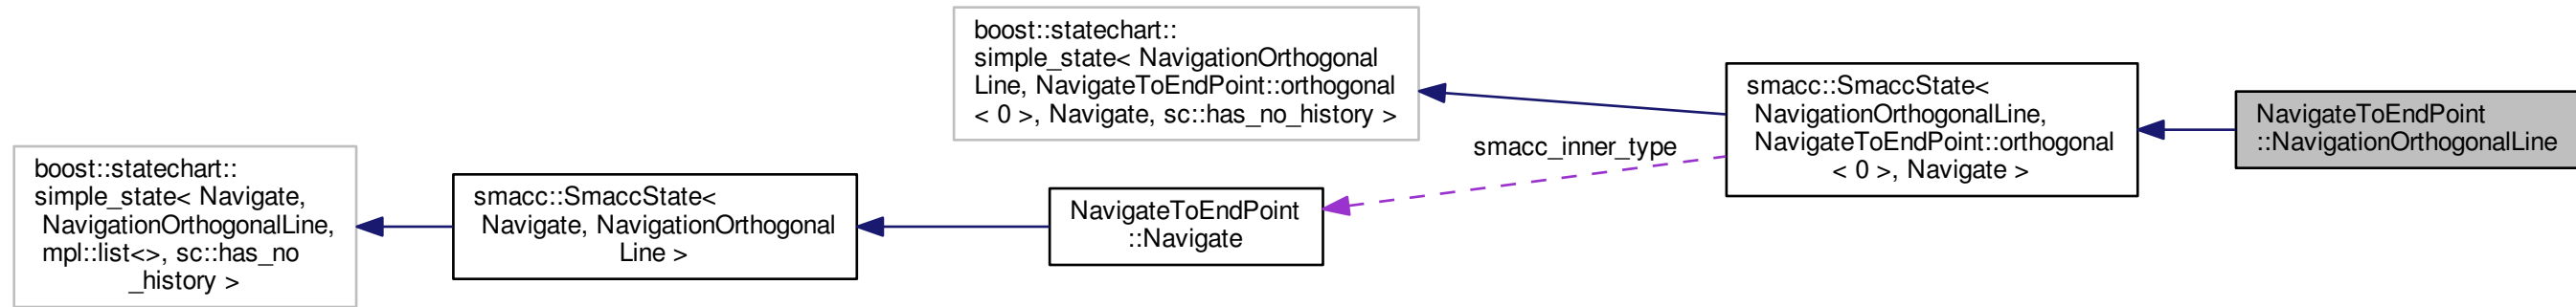 boost::statechart::
simple_state< NavigationOrthogonal
Line, NavigateToEndPoint::orthogonal
< 0 >, Navigate, sc::has_no_history >
smacc::SmaccState<
NavigationOrthogonalLine,
NavigateToEndPoint::orthogonal
< 0 >, Navigate >
NavigateToEndPoint
::NavigationOrthogonalLine
smacc_inner_type
boost::statechart::
simple_state< Navigate,
NavigationOrthogonalLine,
mpl::list<>, sc::has_no
_history >
smacc::SmaccState<
Navigate, NavigationOrthogonal
Line >
NavigateToEndPoint
::Navigate